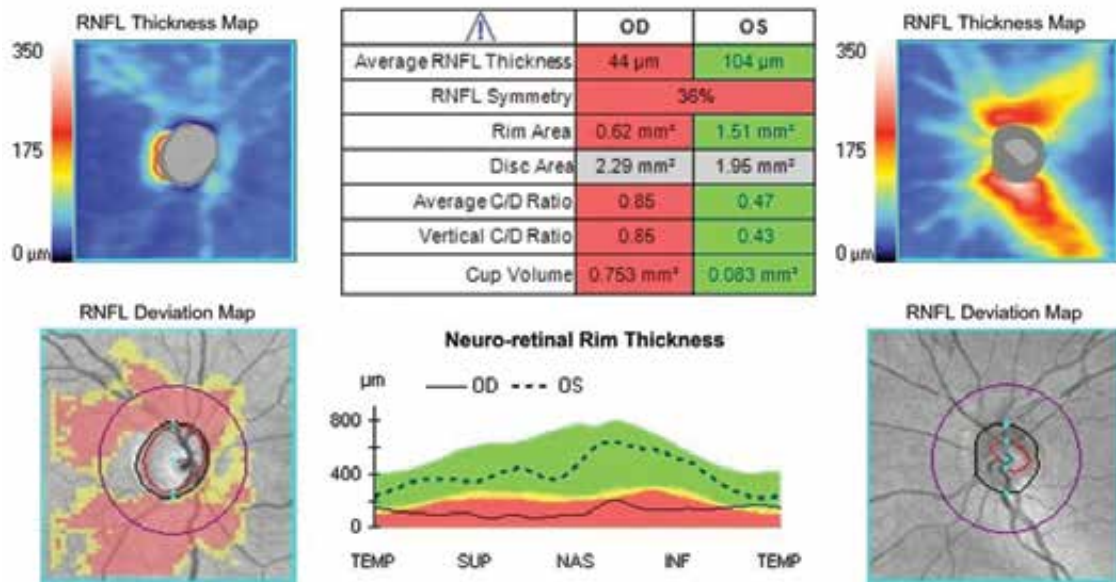 RNFL Thickness Map
350
175
0 µm
OD OS
Average RNFL Thickness 44 µm 104 µm
RNFL Symmetry 36%
Rim Area 0.62 mm² 1.51 mm²
Disc Area 2.29 mm² 1.95 mm²
Average C/D Ratio 0.85 0.47
Vertical C/D Ratio 0.85 0.43
Cup Volume 0.753 mm³ 0.083 mm³
RNFL Thickness Map
350
175
0 µm
RNFL Deviation Map
Neuro-retinal Rim Thickness
µm
OD OS
800
400
0
TEMP SUP NAS INF TEMP
RNFL Deviation Map